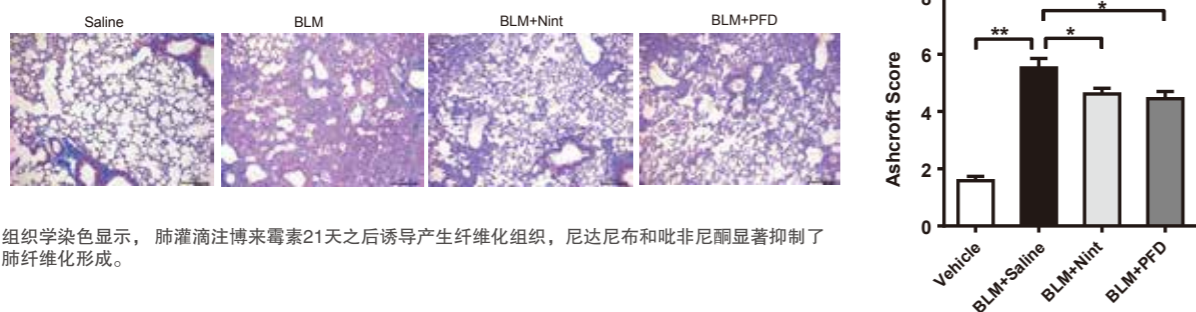 Saline
BLM
BLM+Nint
BLM+PFD
组织学染色显示， 肺灌滴注博来霉素21天之后诱导产生纤维化组织，尼达尼布和吡非尼酮显著抑制了
肺纤维化形成。
Ashcroft Score
8
6
4
2
0
*
**
*
Vehicle
BLM+Saline
BLM+Nint
BLM+PFD